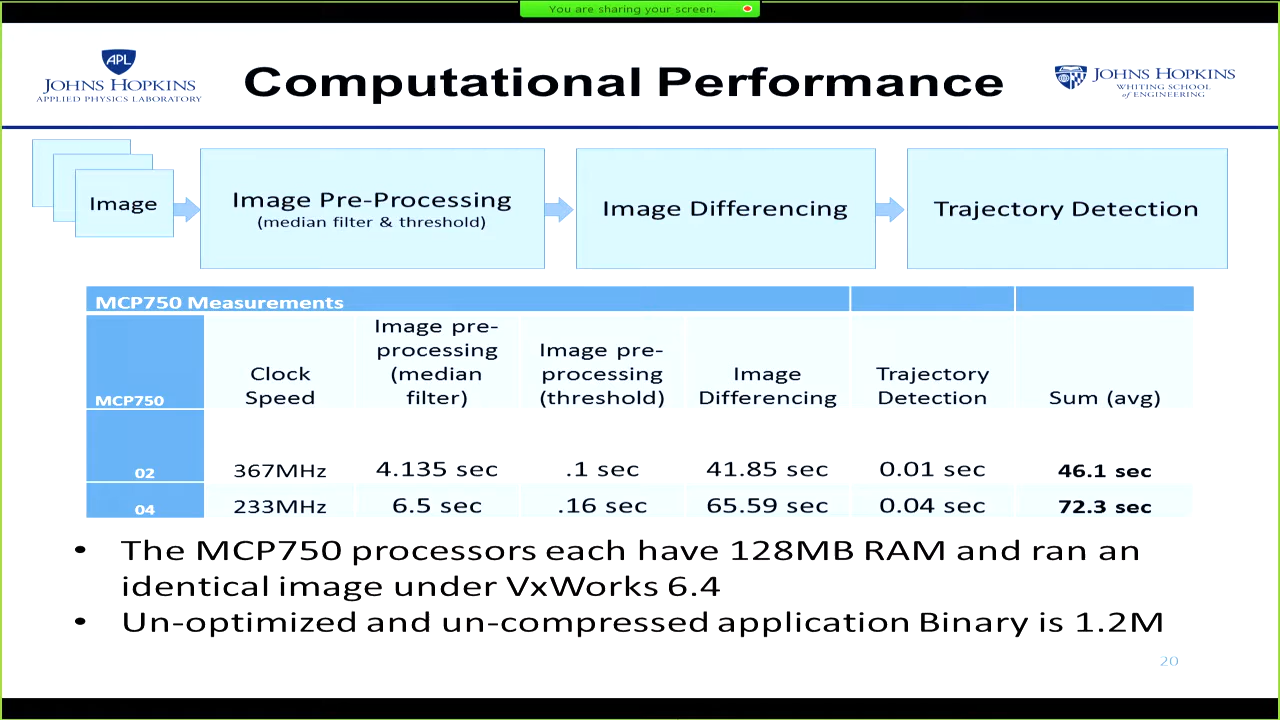 You are sharing your screen.
APL
JOHNS HOPKINS
APPLIED PHYSICS LABORATORY
Computational Performance
JOHNS HOPKINS
WHITING SCHOOL
of ENGINEERING
Image
Image Pre-Processing
(median filter & threshold)
Image Differencing
Trajectory Detection
MCP750 Measurements
MCP750
Clock
Speed
Image pre-
processing
(median
filter)
Image pre-
processing
(threshold)
Image
Differencing
Trajectory
Detection
Sum (avg)
02 367MHz 4.135 sec .1 sec 41.85 sec 0.01 sec 46.1 sec
04 233MHz 6.5 sec .16 sec 65.59 sec 0.04 sec 72.3 sec
• The MCP750 processors each have 128MB RAM and ran an
identical image under VxWorks 6.4
• Un-optimized and un-compressed application Binary is 1.2M
20